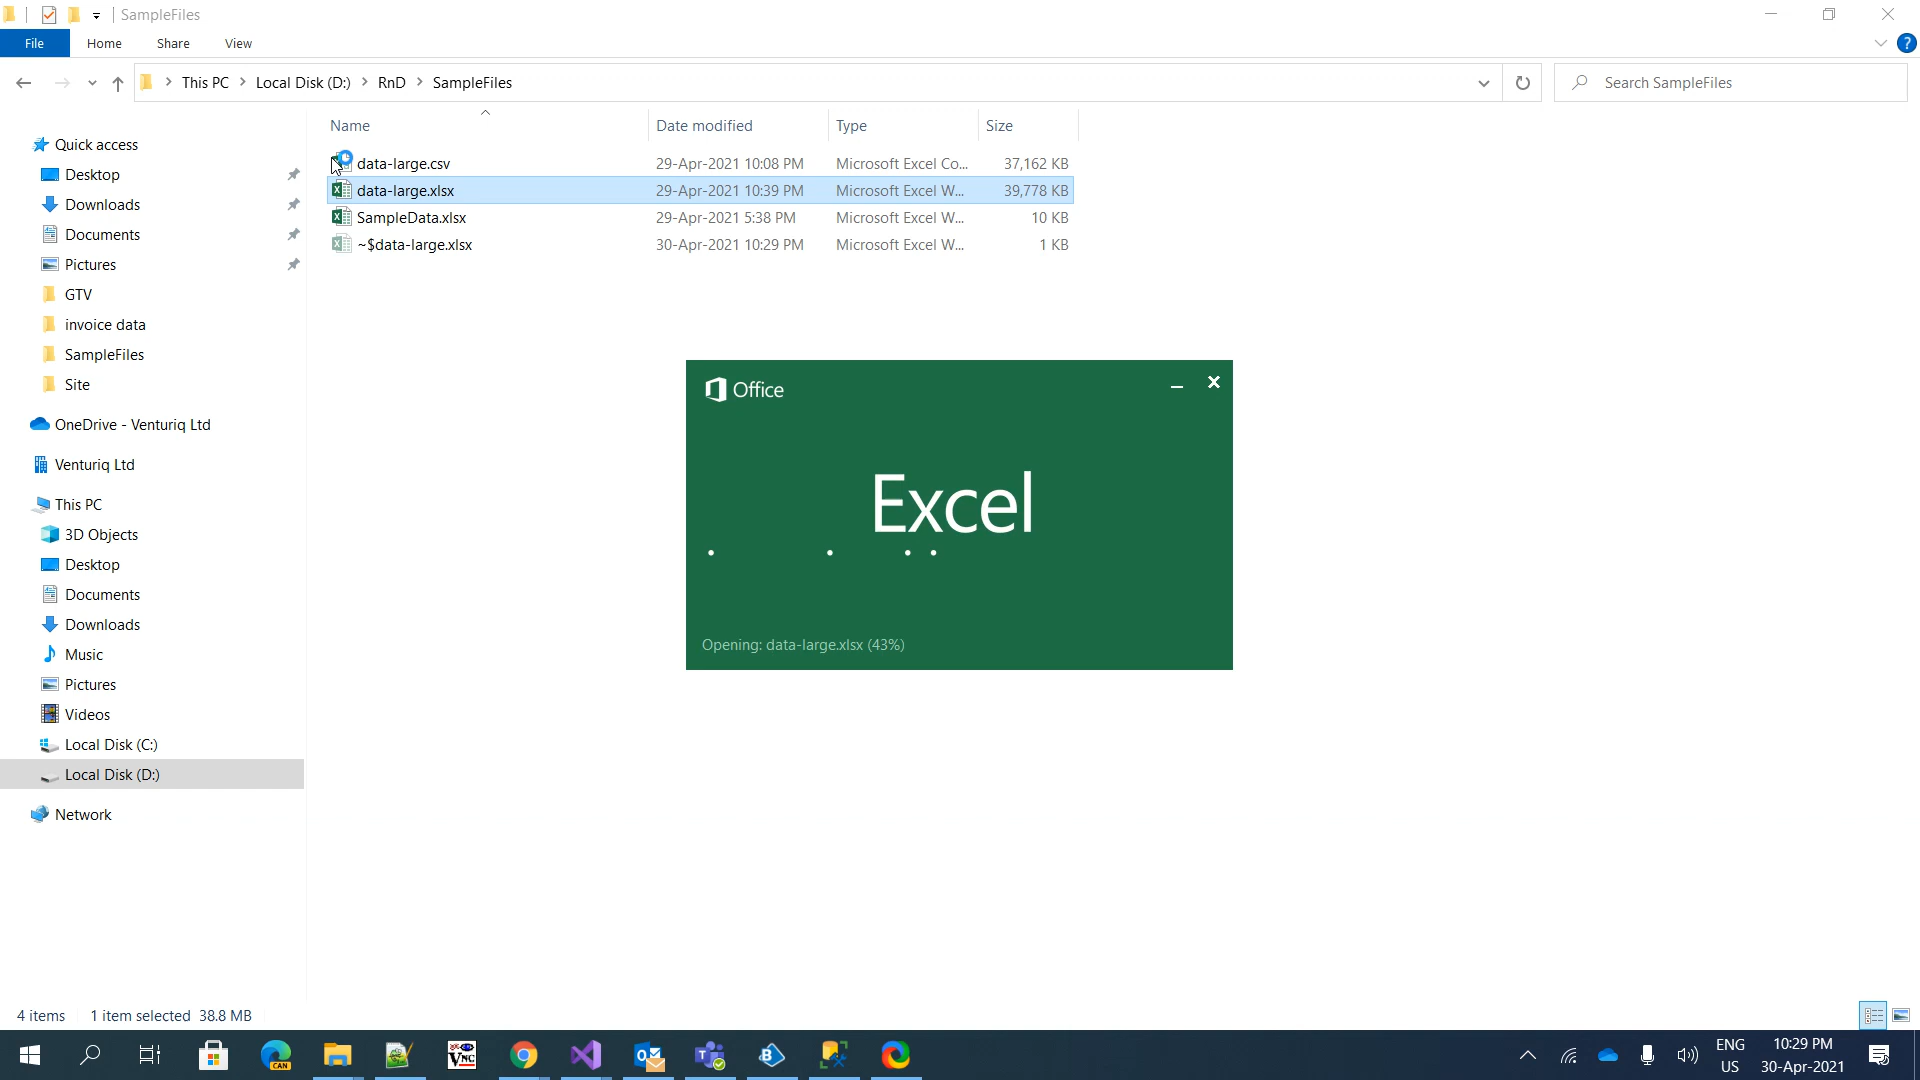 SampleFiles
File Home Share View
This PC Local Disk (D:) RnD SampleFiles
Search SampleFiles
Name Date modified Type Size
data-large.csv 29-Apr-2021 10:08 PM Microsoft Excel Co... 37,162 KB
data-large.xlsx 29-Apr-2021 10:39 PM Microsoft Excel W... 39,778 KB
SampleData.xlsx 29-Apr-2021 5:38 PM Microsoft Excel W... 10 KB
~$data-large.xlsx 30-Apr-2021 10:29 PM Microsoft Excel W... 1 KB
Quick access
Desktop
Downloads
Documents
Pictures
GTV
invoice data
SampleFiles
Site
OneDrive - Venturiq Ltd
Venturiq Ltd
This PC
3D Objects
Desktop
Documents
Downloads
Music
Pictures
Videos
Local Disk (C:)
Local Disk (D:)
Network
Office
Excel
Opening: data-large.xlsx (43%)
4 items 1 item selected 38.8 MB
CAN
VNC
ENG
US
10:29 PM
30-Apr-2021